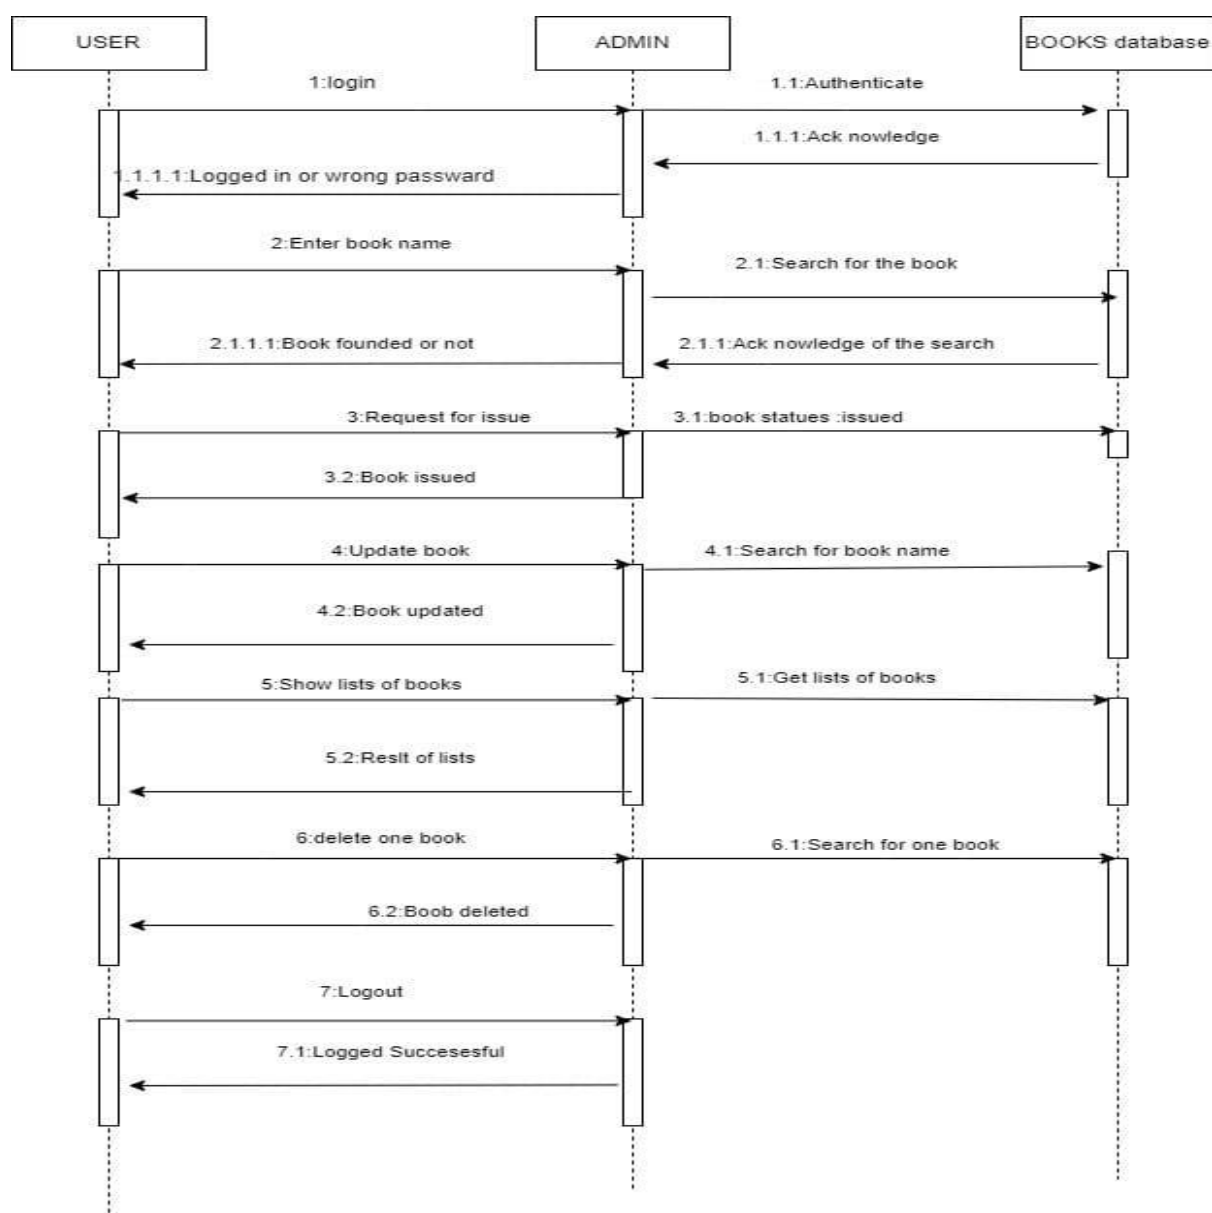 USER
ADMIN
BOOKS database
1:login
1.1:Authenticate
1.1.1:Ack nowledge
1.1.1.1:Logged in or wrong passward
2:Enter book name
2.1:Search for the book
2.1.1.1:Book founded or not
2.1.1:Ack nowledge of the search
3:Request for issue
3.1:book statues :issued
3.2:Book issued
4:Update book
4.1:Search for book name
4.2:Book updated
5:Show lists of books
5.1:Get lists of books
5.2:Reslt of lists
6:delete one book
6.1:Search for one book
6.2:Boob deleted
7:Logout
7.1:Logged Succesesful